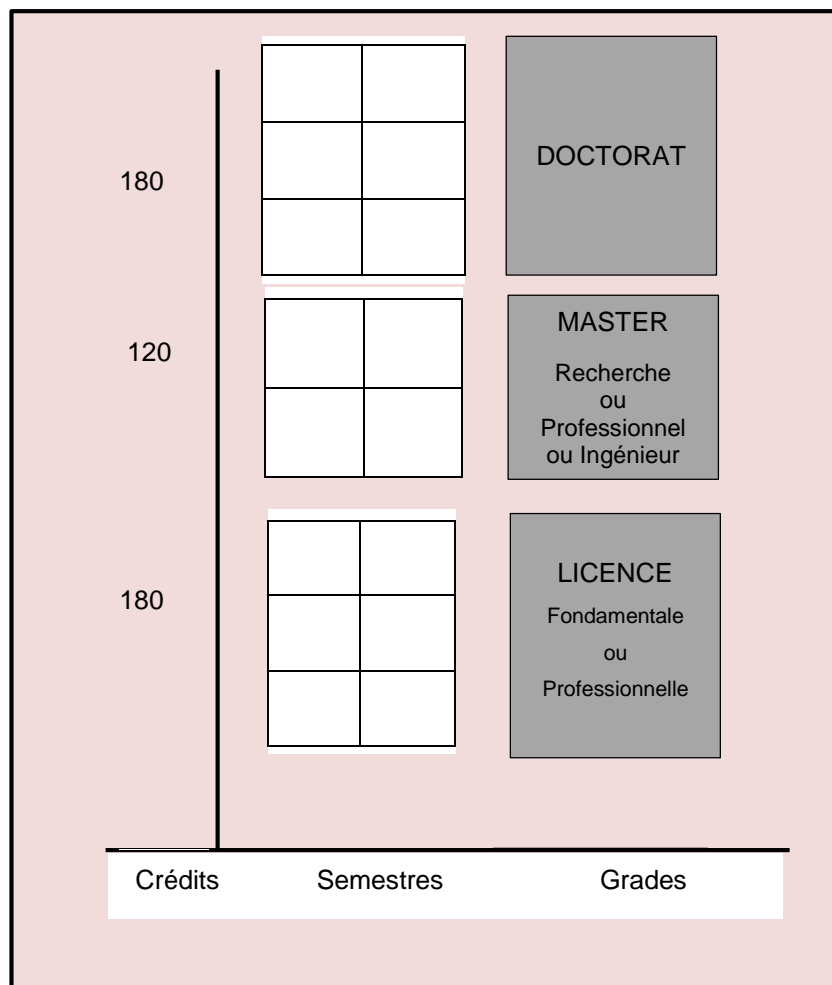 180
DOCTORAT
120
MASTER
Recherche
ou
Professionnel
ou Ingénieur
180
LICENCE
Fondamentale
ou
Professionnelle
Crédits Semestres Grades